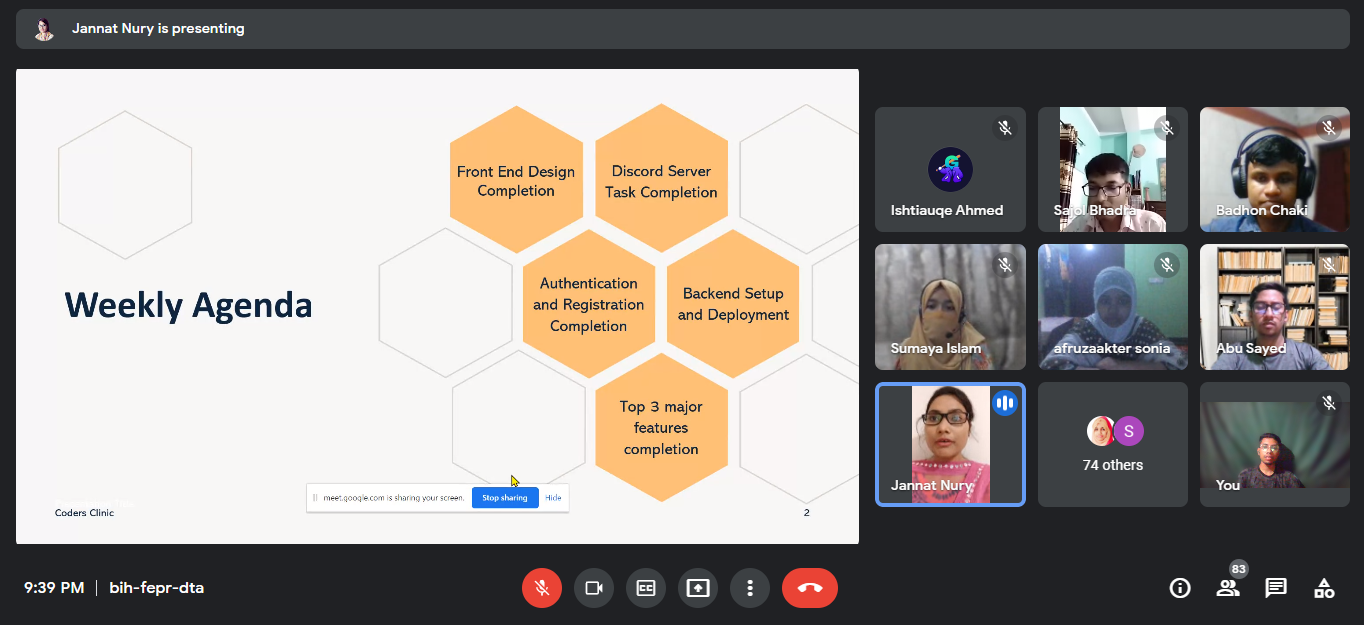 Jannat Nury is presenting
Front End Design
Completion
Discord Server
Task Completion
Weekly Agenda
Authentication
and Registration
Completion
Backend Setup
and Deployment
Top 3 major
features
completion
meet.google.com is sharing your screen.
Stop sharing
Hide
Coders Clinic
2
Ishtiauqe Ahmed
Sajol Bhadra
Badhon Chaki
Sumaya Islam
afruzaakter sonia
Abu Sayed
Jannat Nury
S
74 others
You
9:39 PM | bih-fepr-dta
83